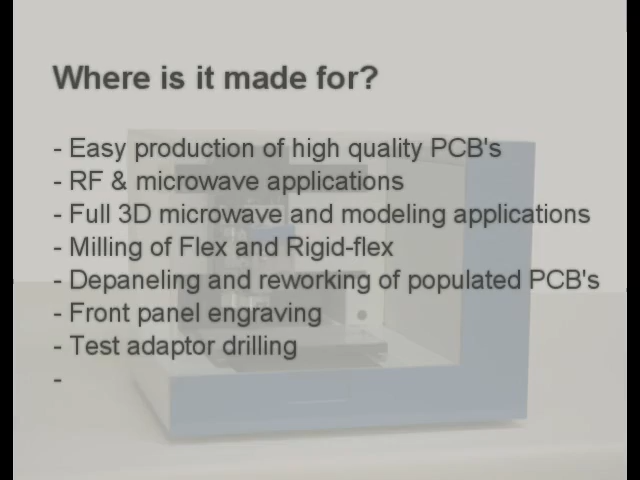 Where is it made for?
- Easy production of high quality PCB's
- RF & microwave applications
- Full 3D microwave and modeling applications
- Milling of Flex and Rigid-flex
- Depaneling and reworking of populated PCB's
- Front panel engraving
- Test adaptor drilling
-